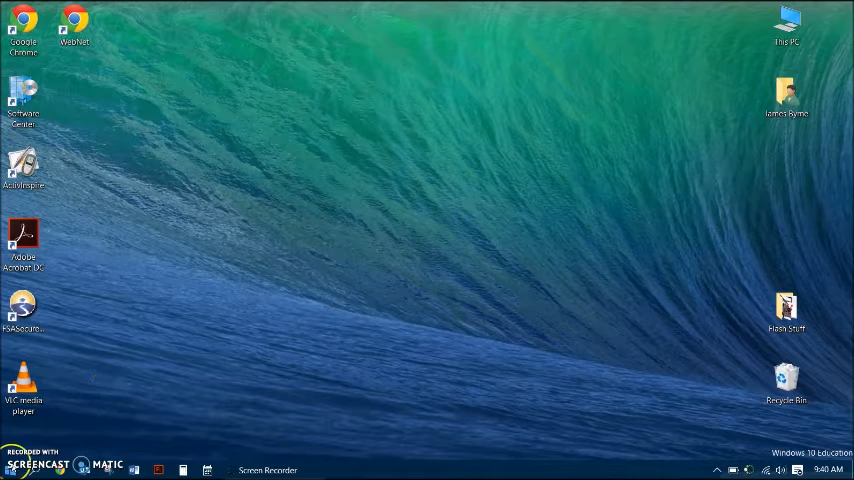 Google
Chrome
WebNet
This PC
Software
Center
James Byrne
ActivInspire
Adobe
Acrobat DC
FSASecure...
Flash Stuff
VLC media
player
Recycle Bin
RECORDED WITH
SCREENCAST MATIC
Windows 10 Education
Screen Recorder
9:40 AM